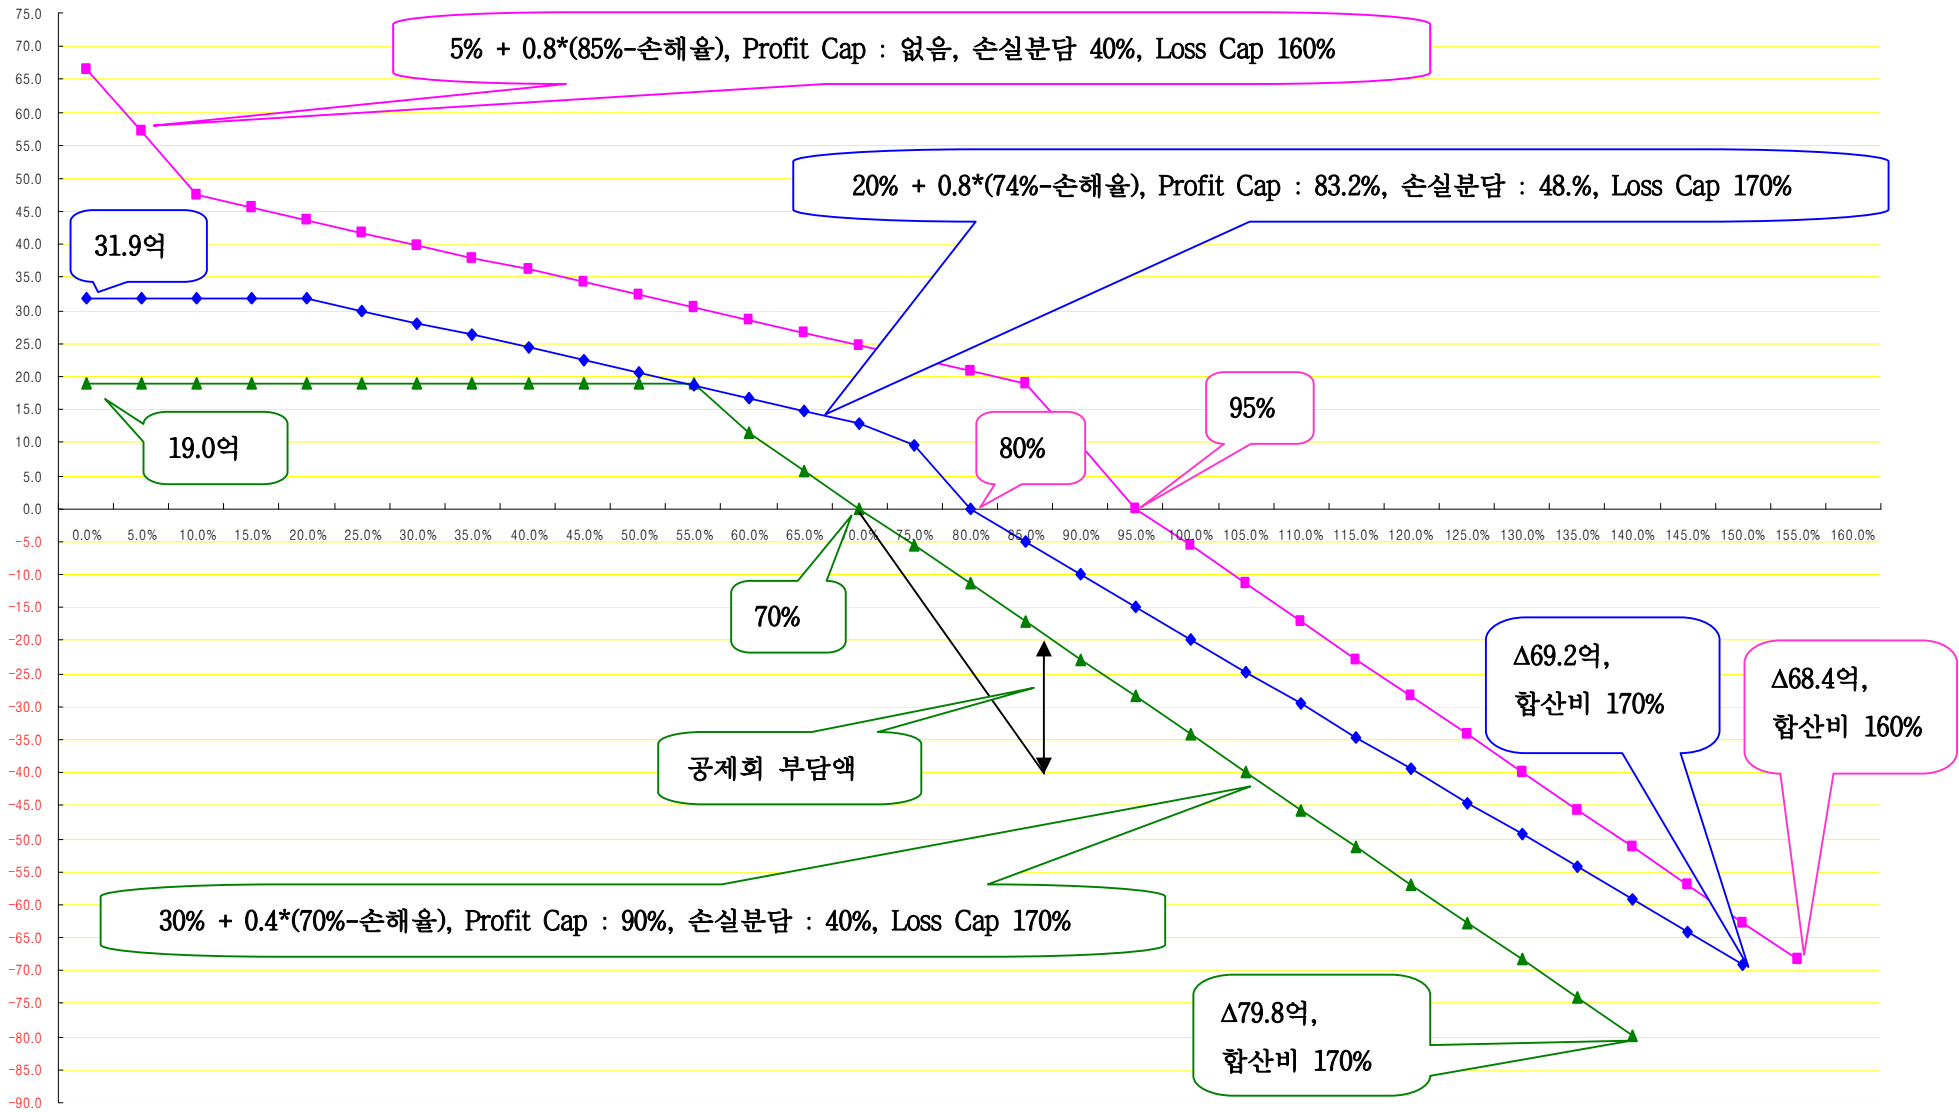 75.0
70.0
65.0
60.0
55.0
50.0
45.0
40.0
35.0
30.0
25.0
20.0
15.0
10.0
5.0
0.0
-5.0
-10.0
-15.0
-20.0
-25.0
-30.0
-35.0
-40.0
-45.0
-50.0
-55.0
-60.0
-65.0
-70.0
-75.0
-80.0
-85.0
-90.0
5% + 0.8*(85%-손해율), Profit Cap : 없음, 손실분담 40%, Loss Cap 160%
20% + 0.8*(74%-손해율), Profit Cap : 83.2%, 손실분담 : 48.%, Loss Cap 170%
31.9억
19.0억
80%
95%
0.0% 5.0% 10.0% 15.0% 20.0% 25.0% 30.0% 35.0% 40.0% 45.0% 50.0% 55.0% 60.0% 65.0% 70.0% 75.0% 80.0% 85.0% 90.0% 95.0% 100.0% 105.0% 110.0% 115.0% 120.0% 125.0% 130.0% 135.0% 140.0% 145.0% 150.0% 155.0% 160.0%
70%
Δ69.2억,
합산비 170%
Δ68.4억,
합산비 160%
공제회 부담액
30% + 0.4*(70%-손해율), Profit Cap : 90%, 손실분담 : 40%, Loss Cap 170%
Δ79.8억,
합산비 170%